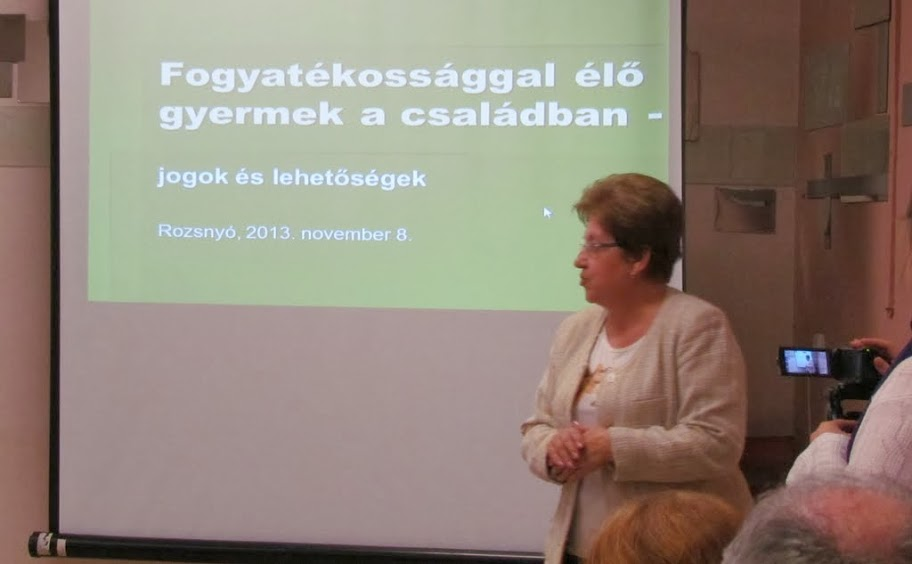 Fogyatékossággal élő
gyermek a családban -
jogok és lehetőségek
Rozsnyó, 2013. november 8.